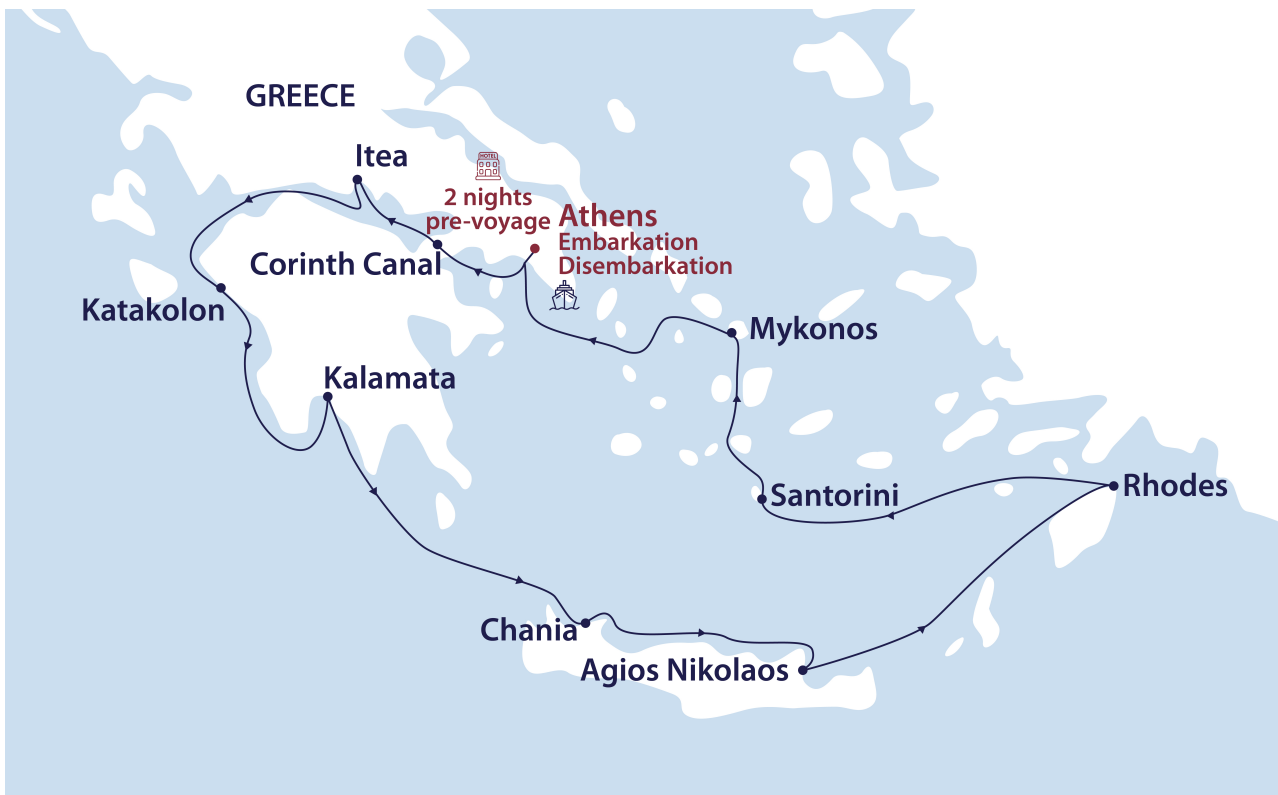 GREECE
Itea
HOTEL
2 nights
pre-voyage
Athens
Embarkation
Disembarkation
Corinth Canal
Katakolon
Mykonos
Kalamata
Santorini
Rhodes
Chania
Agios Nikolaos